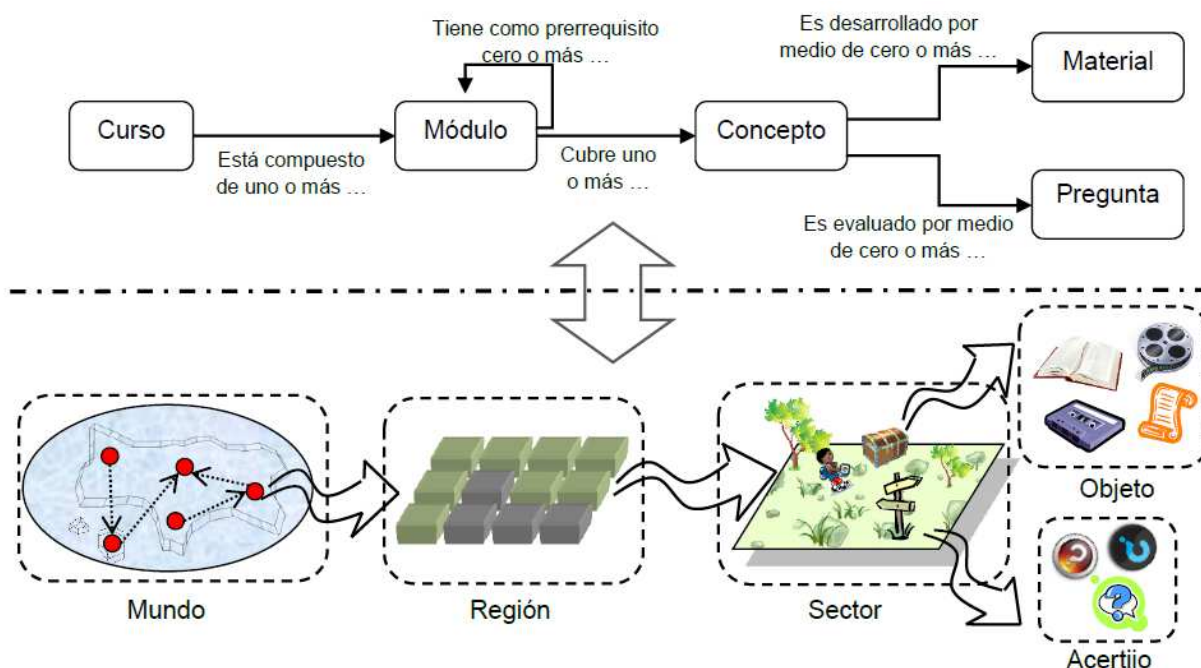 Tiene como prerrequisito
cero o más ...
Es desarrollado por
medio de cero o más ...
Curso
Módulo
Concepto
Material
Está compuesto
de uno o más ...
Cubre uno
o más ...
Pregunta
Es evaluado por medio
de cero o más ...
Mundo
Región
Sector
Objeto
Acertijo